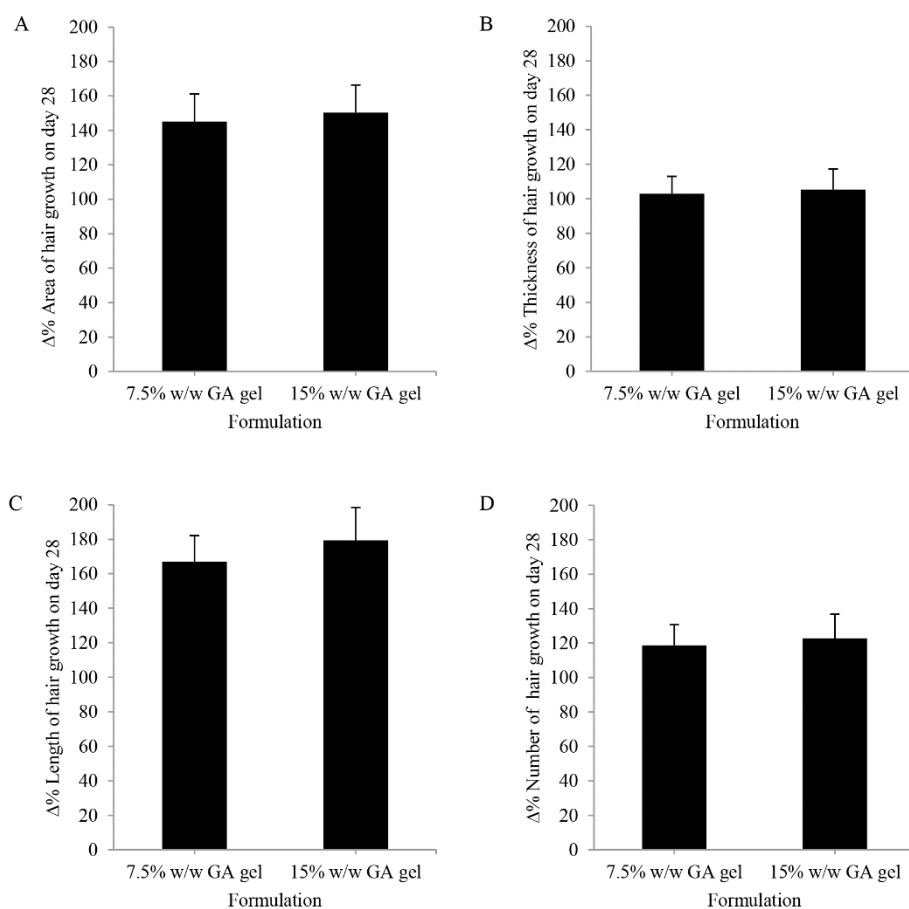 A
Δ% Area of hair growth on day 28
200
180
160
140
120
100
80
60
40
20
0
7.5% w/w GA gel 15% w/w GA gel
Formulation
B
Δ% Thickness of hair growth on day 28
200
180
160
140
120
100
80
60
40
20
0
7.5% w/w GA gel 15% w/w GA gel
Formulation
C
Δ% Length of hair growth on day 28
200
180
160
140
120
100
80
60
40
20
0
7.5% w/w GA gel 15% w/w GA gel
Formulation
D
Δ% Number of hair growth on day 28
200
180
160
140
120
100
80
60
40
20
0
7.5% w/w GA gel 15% w/w GA gel
Formulation